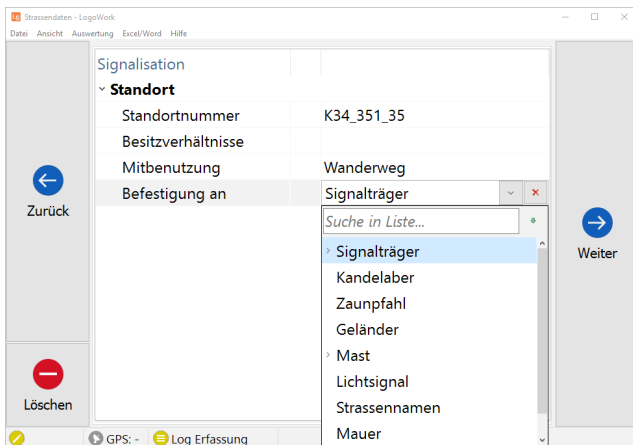 Lg Strassendaten - LogoWork
Datei Ansicht Auswertung Excel/Word Hilfe
Signalisation
Standort
Standortnummer K34_351_35
Besitzverhältnisse
Mitbenutzung Wanderweg
Befestigung an Signalträger
Suche in Liste...
Signalträger
Kandelaber
Zaunpfahl
Geländer
Mast
Lichtsignal
Strassennamen
Mauer
Zurück
Weiter
Löschen
GPS: - Log Erfassung